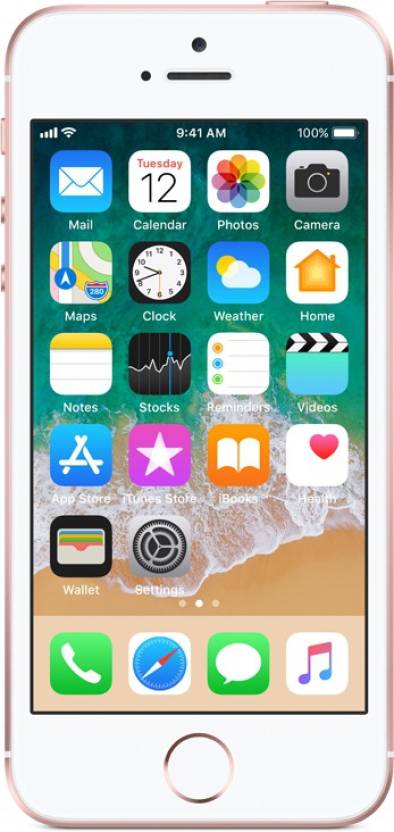 9:41 AM 100%
Tuesday
12
Mail Calendar Photos Camera
280
Maps Clock Weather Home
Notes Stocks Reminders Videos
App Store iTunes Store iBooks Health
Wallet Settings